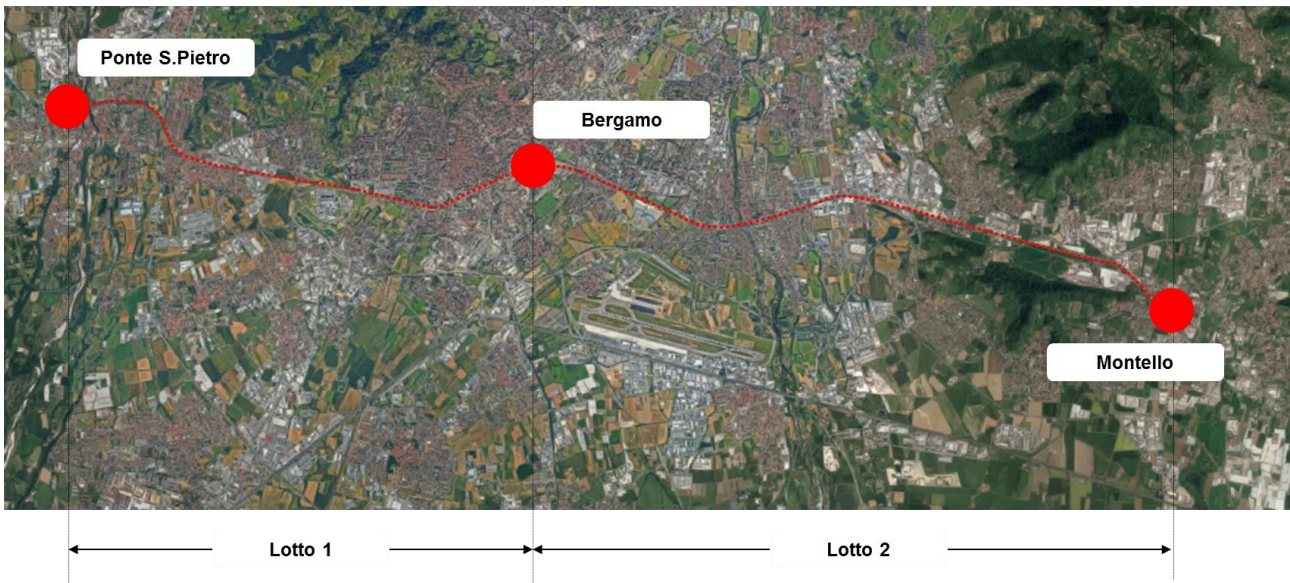 Ponte S.Pietro
Bergamo
Montello
Lotto 1
Lotto 2